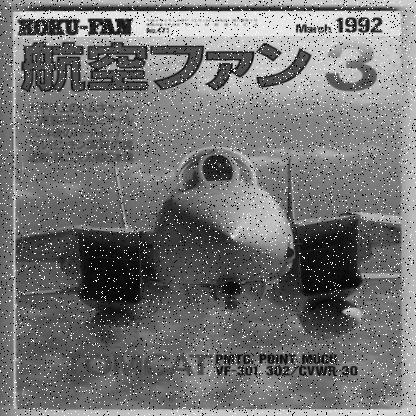 KOKU-FAN
March 1992
航空ファン 3
TOMCAT PMTC, POINT MUGU
VF-301, 302/CVWR-30